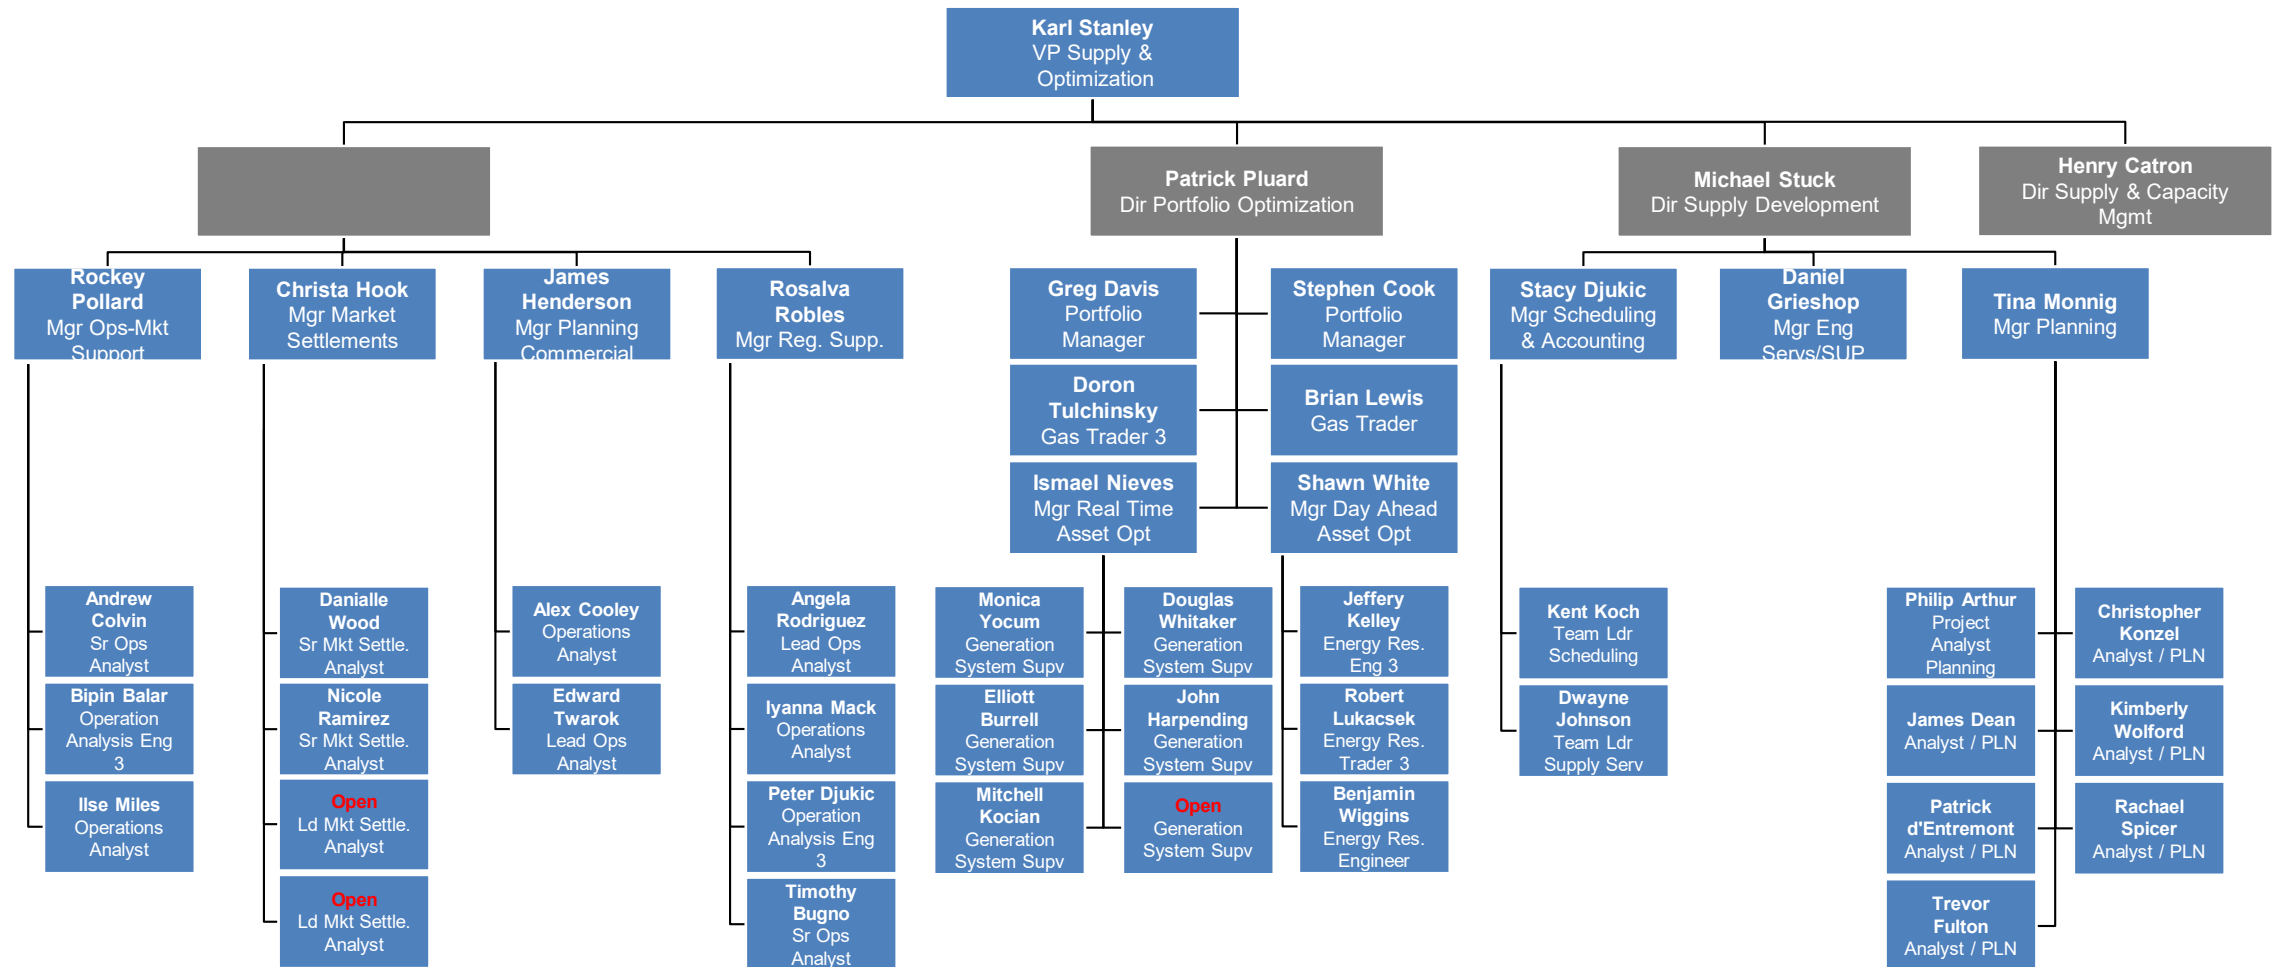 Karl Stanley
VP Supply &
Optimization
Patrick Pluard
Dir Portfolio Optimization
Michael Stuck
Dir Supply Development
Henry Catron
Dir Supply & Capacity
Mgmt
Rockey
Pollard
Mgr Ops-Mkt
Support
Christa Hook
Mgr Market
Settlements
James
Henderson
Mgr Planning
Commercial
Rosalva
Robles
Mgr Reg. Supp.
Greg Davis
Portfolio
Manager
Stephen Cook
Portfolio
Manager
Stacy Djukic
Mgr Scheduling
& Accounting
Daniel
Grieshop
Mgr Eng
Servs/SUP
Tina Monnig
Mgr Planning
Doron
Tulchinsky
Gas Trader 3
Brian Lewis
Gas Trader
Ismael Nieves
Mgr Real Time
Asset Opt
Shawn White
Mgr Day Ahead
Asset Opt
Andrew
Colvin
Sr Ops
Analyst
Bipin Balar
Operation
Analysis Eng
3
Ilse Miles
Operations
Analyst
Danialle
Wood
Sr Mkt Settle.
Analyst
Nicole
Ramirez
Sr Mkt Settle.
Analyst
Open
Ld Mkt Settle.
Analyst
Open
Ld Mkt Settle.
Analyst
Alex Cooley
Operations
Analyst
Edward
Twarok
Lead Ops
Analyst
Angela
Rodriguez
Lead Ops
Analyst
Iyanna Mack
Operations
Analyst
Peter Djukic
Operation
Analysis Eng
3
Timothy
Bugno
Sr Ops
Analyst
Monica
Yocum
Generation
System Supv
Douglas
Whitaker
Generation
System Supv
Elliott
Burrell
Generation
System Supv
John
Harpending
Generation
System Supv
Mitchell
Kocian
Generation
System Supv
Open
Generation
System Supv
Jeffery
Kelley
Energy Res.
Eng 3
Robert
Lukacsek
Energy Res.
Trader 3
Benjamin
Wiggins
Energy Res.
Engineer
Kent Koch
Team Ldr
Scheduling
Dwayne
Johnson
Team Ldr
Supply Serv
Philip Arthur
Project
Analyst
Planning
Christopher
Konzel
Analyst / PLN
James Dean
Analyst / PLN
Kimberly
Wolford
Analyst / PLN
Patrick
d'Entremont
Analyst / PLN
Rachael
Spicer
Analyst / PLN
Trevor
Fulton
Analyst / PLN